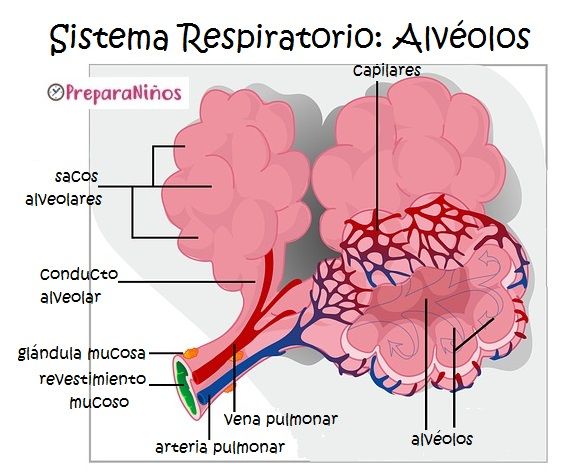 Sistema Respiratorio: Alvéolos
capilares
PreparaNiños
sacos
alveolares
conducto
alveolar
glándula mucosa
revestimiento
mucoso
vena pulmonar
arteria pulmonar
alvéolos